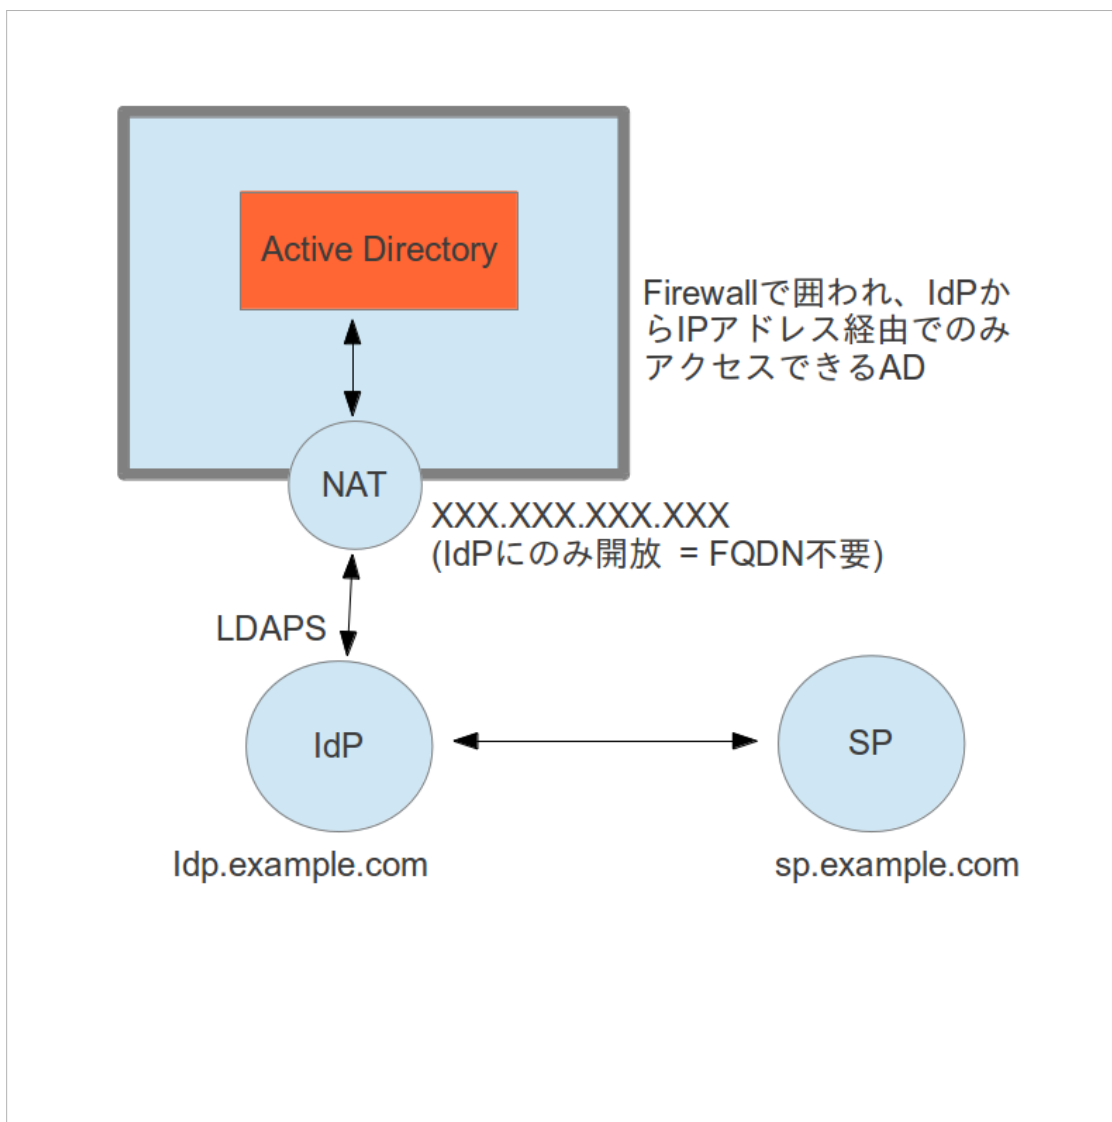 Active Directory
Firewallで囲われ、IdPか
らIPアドレス経由でのみ
アクセスできるAD
NAT
XXX.XXX.XXX.XXX
(IdPにのみ開放 = FQDN不要)
LDAPS
IdP
SP
Idp.example.com
sp.example.com